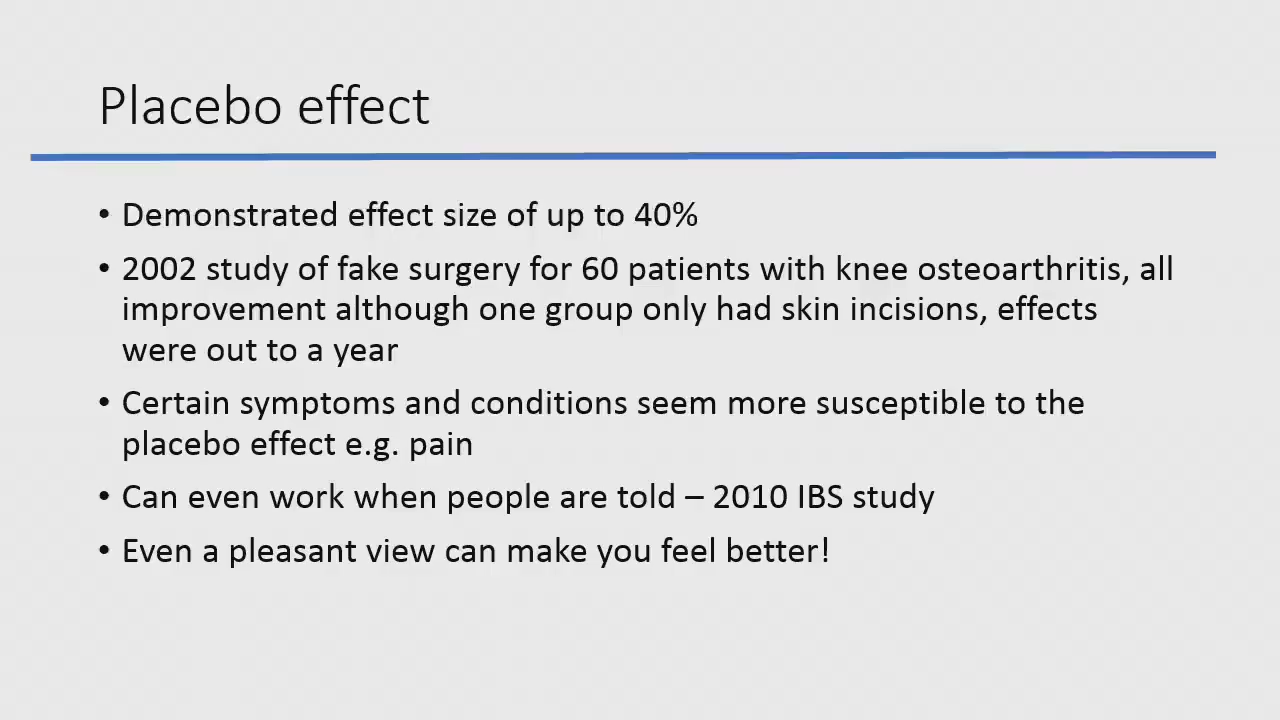 Placebo effect
• Demonstrated effect size of up to 40%
• 2002 study of fake surgery for 60 patients with knee osteoarthritis, all
improvement although one group only had skin incisions, effects
were out to a year
• Certain symptoms and conditions seem more susceptible to the
placebo effect e.g. pain
• Can even work when people are told – 2010 IBS study
• Even a pleasant view can make you feel better!